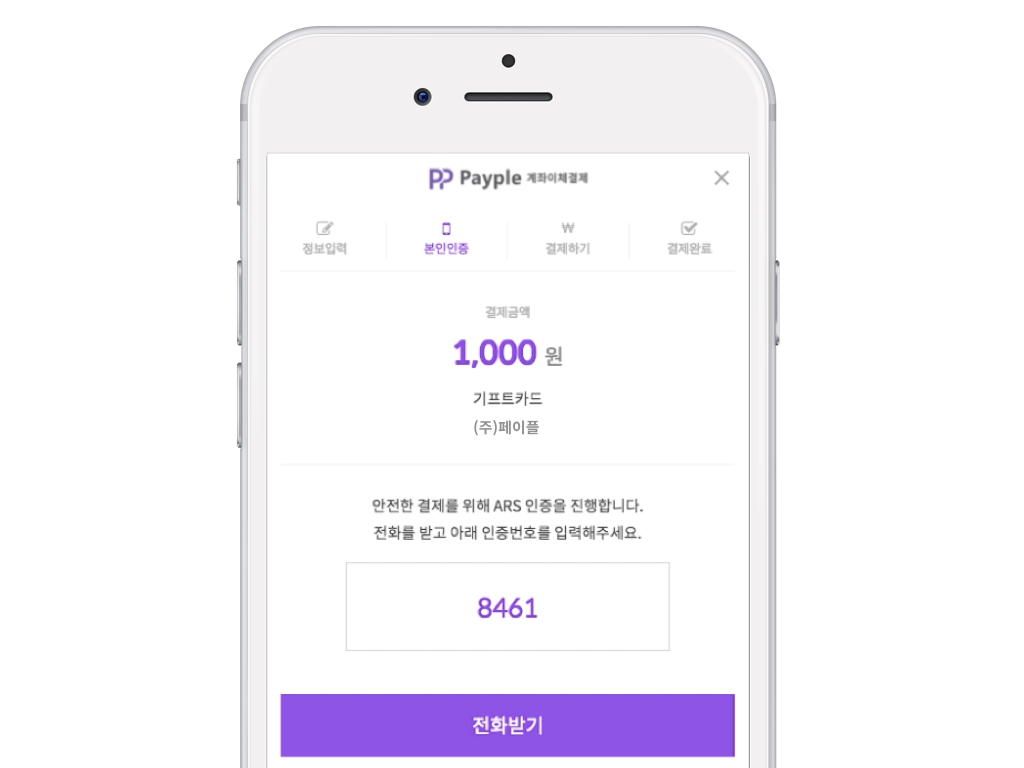 PP Payple 계좌이체결제
정보입력 본인인증 ₩ 결제하기 결제완료
결제금액
1,000 원
기프트카드
(주)페이플
안전한 결제를 위해 ARS 인증을 진행합니다.
전화를 받고 아래 인증번호를 입력해주세요.
8461
전화받기